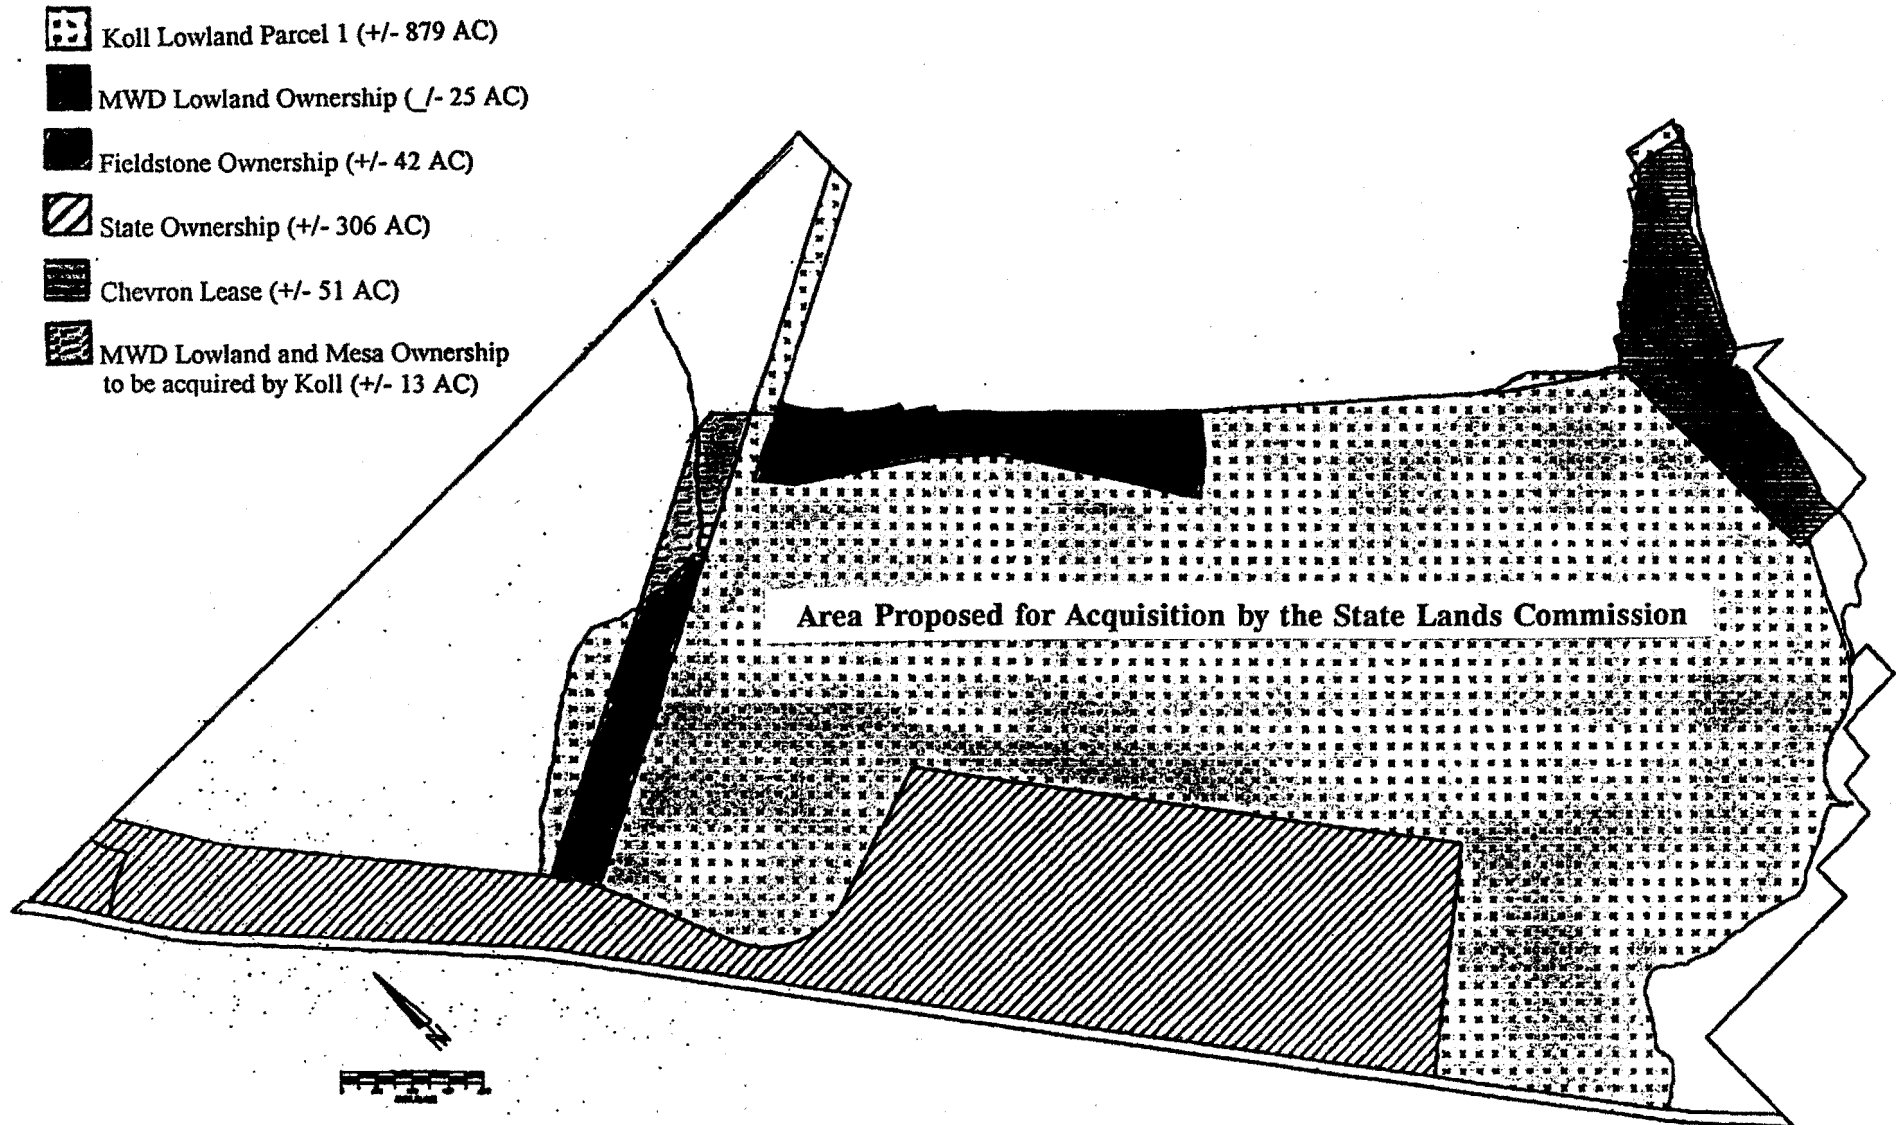 Koll Lowland Parcel 1 (+/- 879 AC)
MWD Lowland Ownership (_/- 25 AC)
Fieldstone Ownership (+/- 42 AC)
State Ownership (+/- 306 AC)
Chevron Lease (+/- 51 AC)
MWD Lowland and Mesa Ownership
to be acquired by Koll (+/- 13 AC)
Area Proposed for Acquisition by the State Lands Commission
N